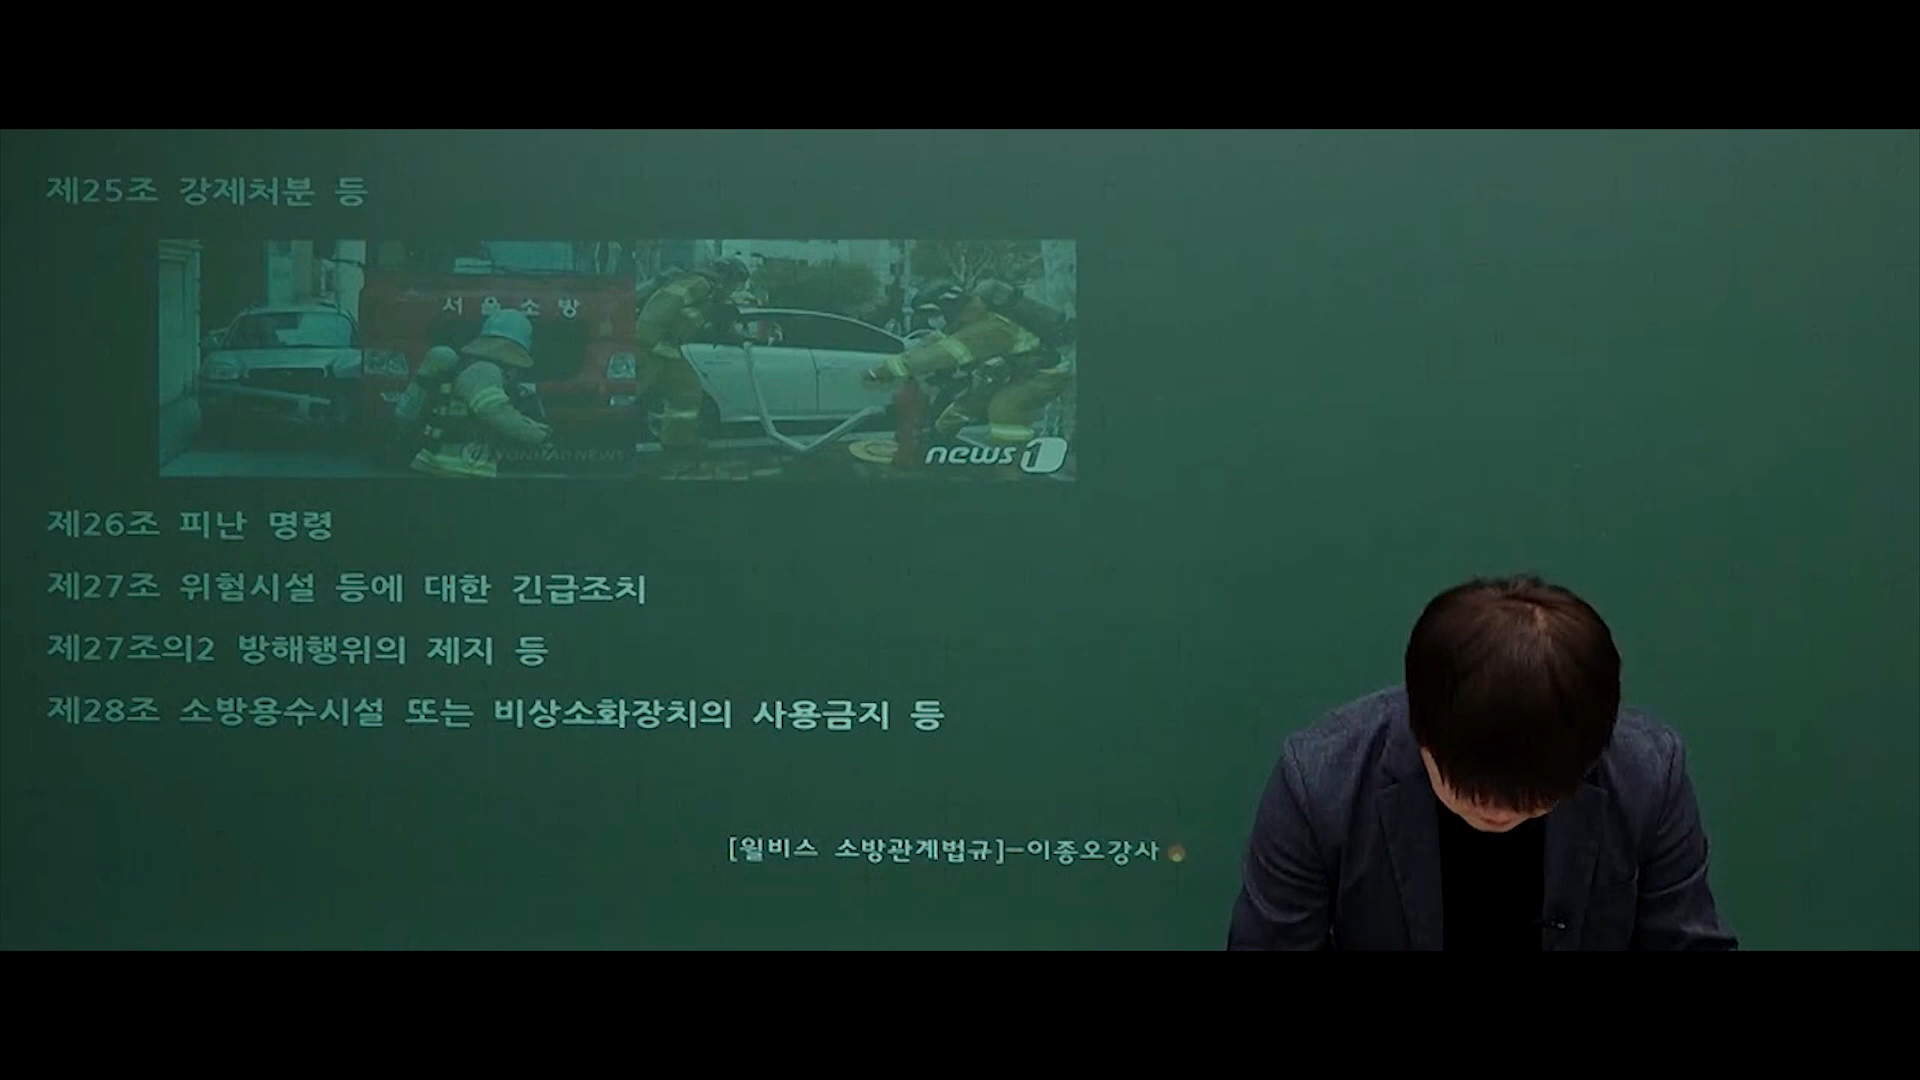 제25조 강제처분 등
서울소방
YONHAP NEWS
news1
제26조 피난 명령
제27조 위험시설 등에 대한 긴급조치
제27조의2 방해행위의 제지 등
제28조 소방용수시설 또는 비상소화장치의 사용금지 등
[윌비스 소방관계법규]-이종오강사